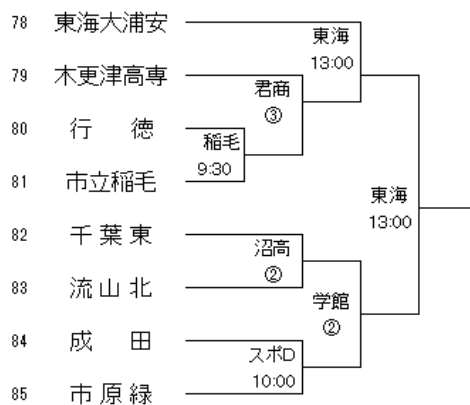 78 東海大浦安
79 木更津高専
80 行 徳
81 市立稲毛
82 千 葉 東
83 流 山 北
84 成 田
85 市 原 緑
稲毛
9:30
君商
③
東海
13:00
沼高
②
スポD
10:00
学館
②
東海
13:00